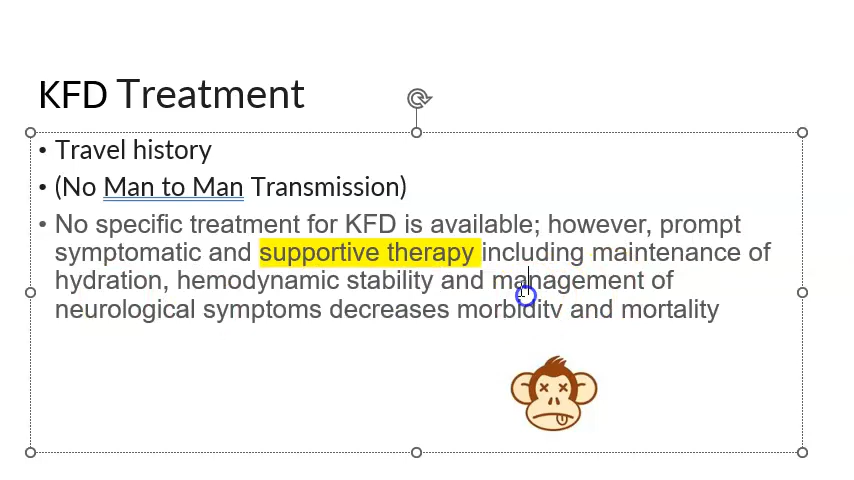 KFD Treatment
• Travel history
• (No Man to Man Transmission)
• No specific treatment for KFD is available; however, prompt
symptomatic and supportive therapy including maintenance of
hydration, hemodynamic stability and management of
neurological symptoms decreases morbidity and mortality